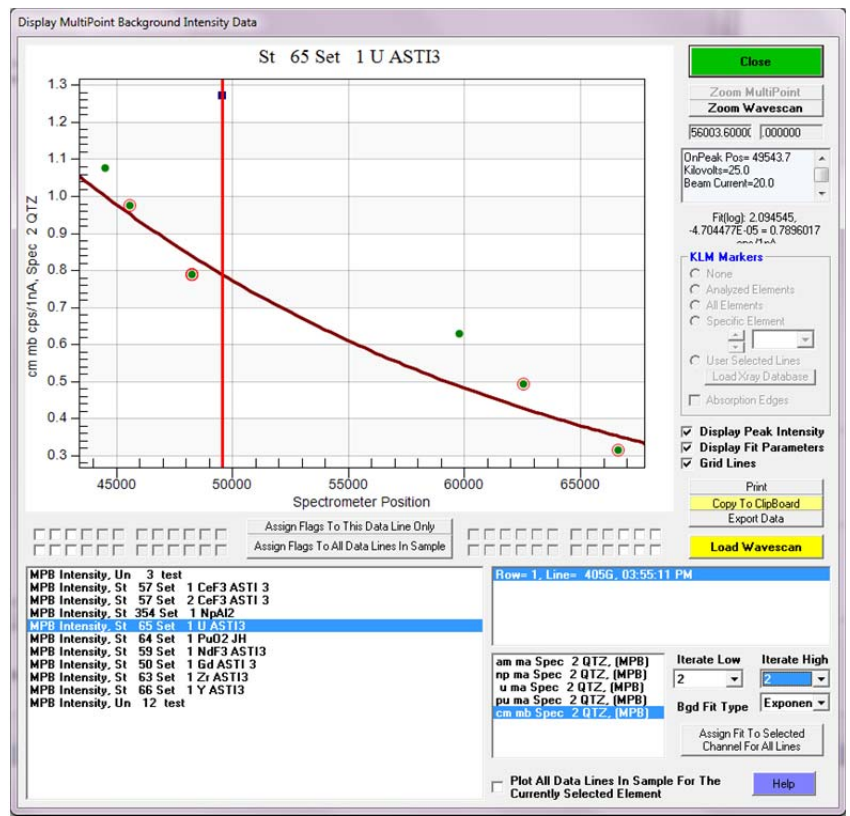 Display MultiPoint Background Intensity Data
St 65 Set 1 U ASTI3
1.3
1.2
1.1
1.0
0.9
0.8
0.7
0.6
0.5
0.4
0.3
cm mb cps/1nA, Spec 2 QTZ
45000 50000 55000 60000 65000
Spectrometer Position
Close
Zoom MultiPoint
Zoom Wavescan
56003.6000 .000000
OnPeak Pos= 49543.7
Kilovolts=25.0
Beam Current=20.0
Fit(log): 2.094545,
-4.704477E-05 = 0.7896017
KLM Markers
None
Analyzed Elements
All Elements
Specific Element
User Selected Lines
Load Xray Database
Absorption Edges
Display Peak Intensity
Display Fit Parameters
Grid Lines
Print
Copy To ClipBoard
Export Data
Load Wavescan
Assign Flags To This Data Line Only
Assign Flags To All Data Lines In Sample
MPB Intensity, Un 3 test
MPB Intensity, St 57 Set 1 CeF3 ASTI 3
MPB Intensity, St 57 Set 2 CeF3 ASTI 3
MPB Intensity, St 354 Set 1 NpAl2
MPB Intensity, St 65 Set 1 U ASTI3
MPB Intensity, St 64 Set 1 PuO2 JH
MPB Intensity, St 59 Set 1 NdF3 ASTI3
MPB Intensity, St 50 Set 1 Gd ASTI 3
MPB Intensity, St 63 Set 1 Zr ASTI3
MPB Intensity, St 66 Set 1 Y ASTI3
MPB Intensity, Un 12 test
Row= 1, Line= 405G, 03:55:11 PM
am ma Spec 2 QTZ, (MPB)
np ma Spec 2 QTZ, (MPB)
u ma Spec 2 QTZ, (MPB)
pu ma Spec 2 QTZ, (MPB)
cm mb Spec 2 QTZ, (MPB)
Iterate Low Iterate High
2 2
Bgd Fit Type Exponen
Assign Fit To Selected
Channel For All Lines
Plot All Data Lines In Sample For The
Currently Selected Element
Help